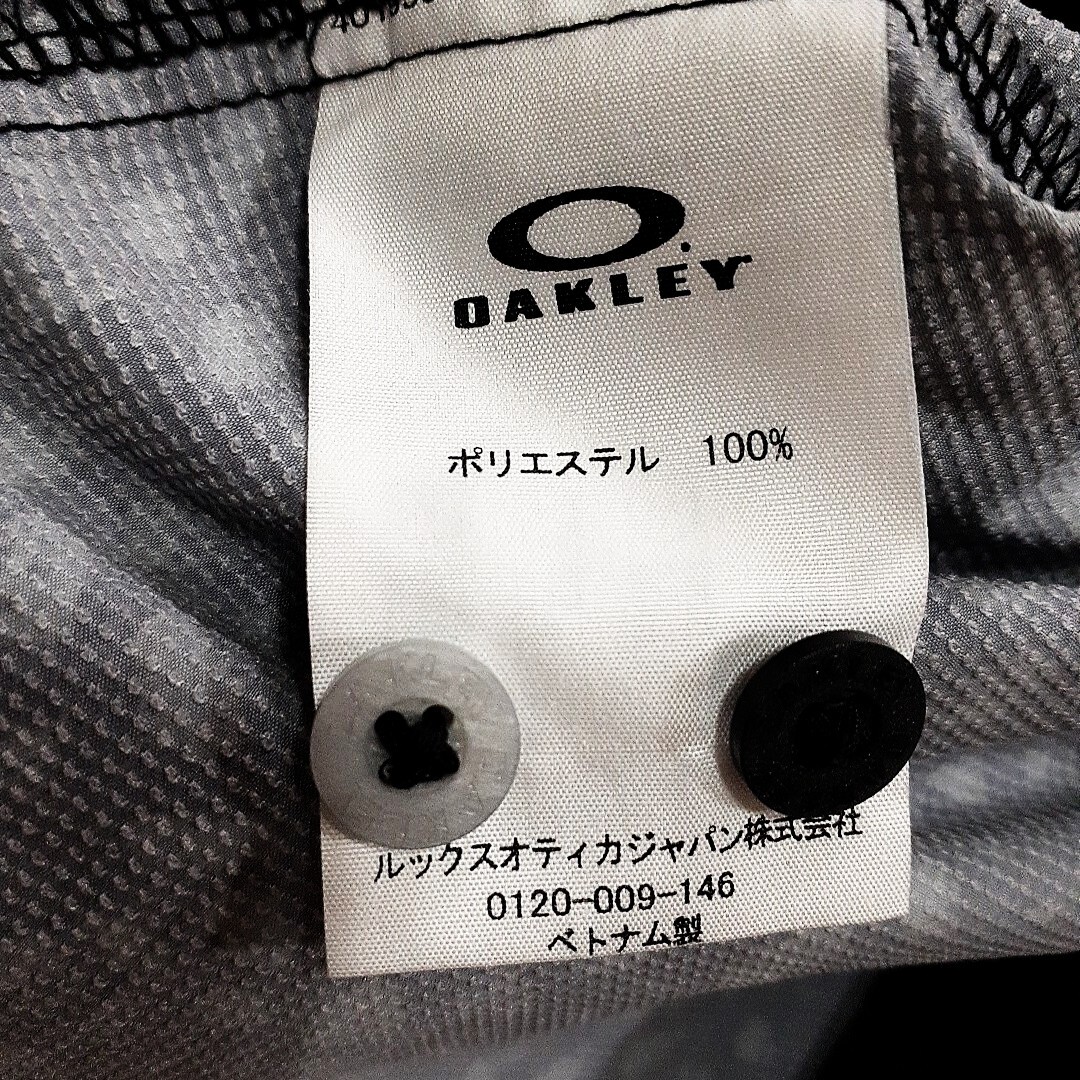 OAKLEY
ポリエステル 100%
ルックスオティカジャパン株式会社
0120-009-146
ベトナム製